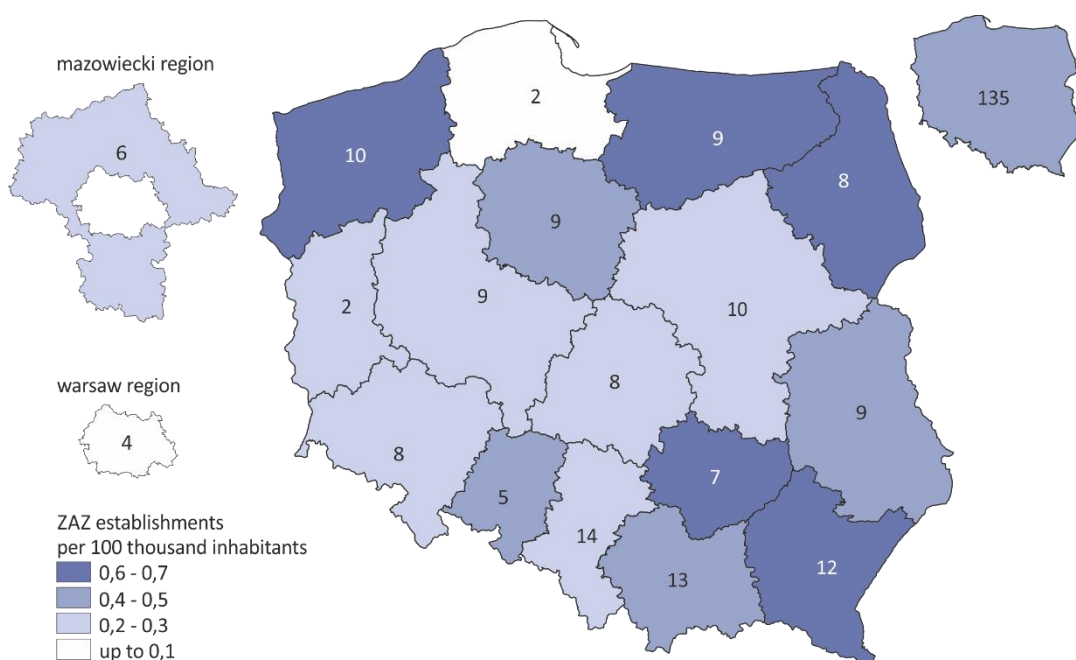 mazowiecki region
6
warsaw region
4
ZAZ establishments
per 100 thousand inhabitants
0,6 - 0,7
0,4 - 0,5
0,2 - 0,3
up to 0,1
10
2
9
8
9
2
9
10
8
9
8
5
7
14
13
12
135